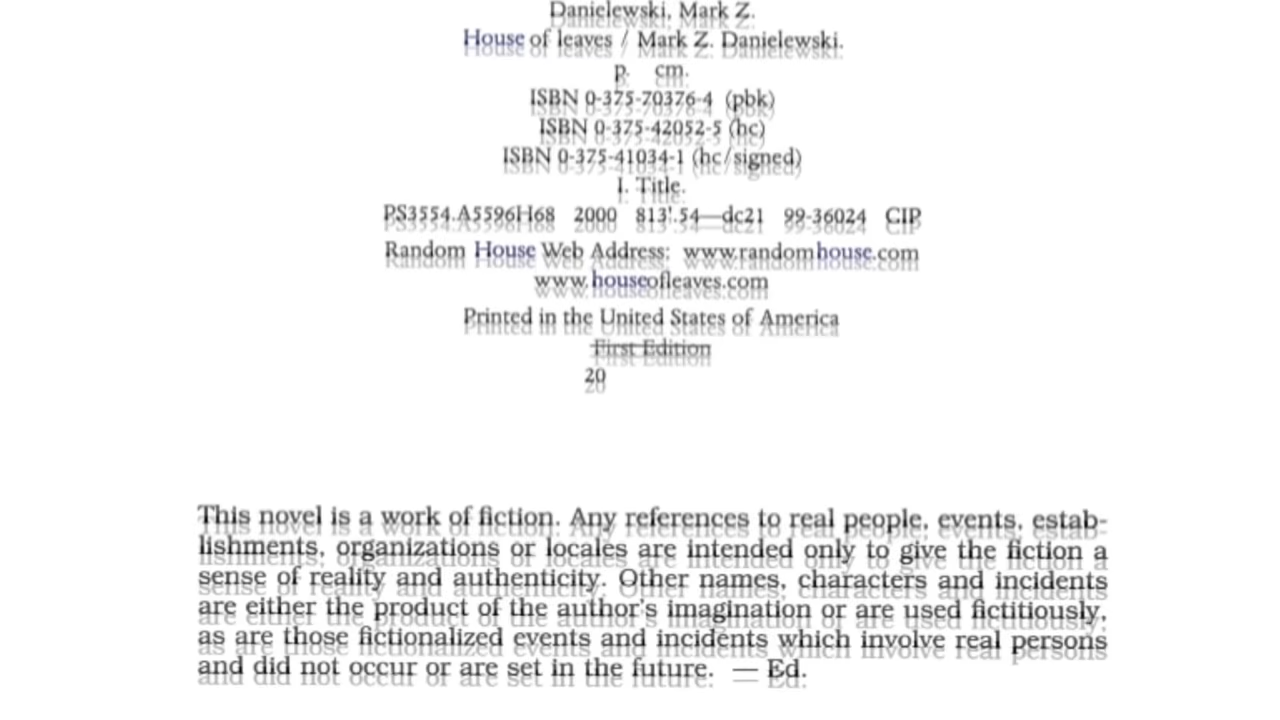 Danielewski, Mark Z.
House of leaves / Mark Z. Danielewski.
p. cm.
ISBN 0-375-70376-4 (pbk)
ISBN 0-375-42052-5 (hc)
ISBN 0-375-41034-1 (hc/signed)
I. Title.
PS3554.A5596H68 2000 813'.54—dc21 99-36024 CIP
Random House Web Address: www.randomhouse.com
www.houseofleaves.com
Printed in the United States of America
First Edition
20
This novel is a work of fiction. Any references to real people, events, estab-
lishments, organizations or locales are intended only to give the fiction a
sense of reality and authenticity. Other names, characters and incidents
are either the product of the author's imagination or are used fictitiously,
as are those fictionalized events and incidents which involve real persons
and did not occur or are set in the future. — Ed.